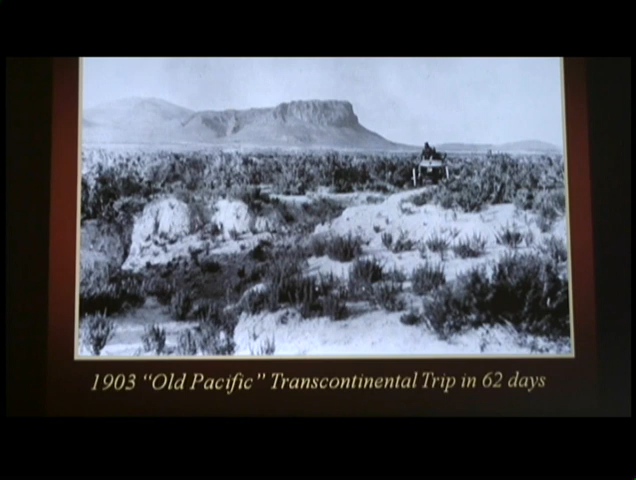 1903 “Old Pacific” Transcontinental Trip in 62 days